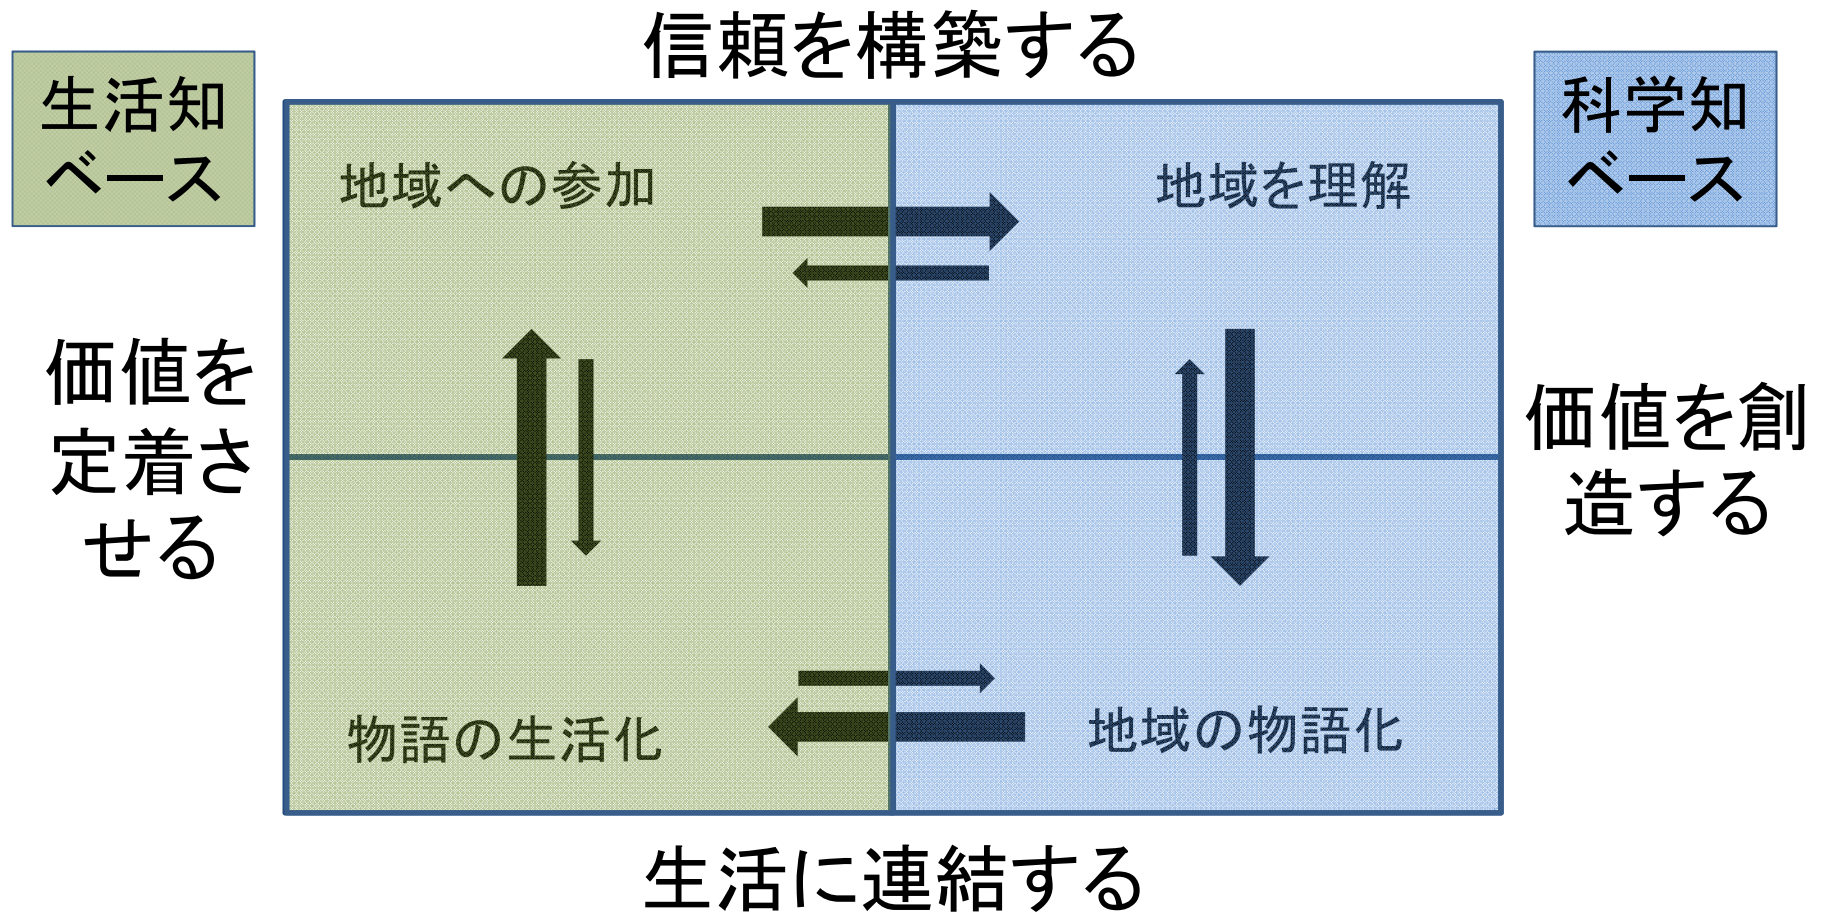 信頼を構築する
生活知
ベース
科学知
ベース
地域への参加
地域を理解
価値を
定着さ
せる
価値を創
造する
物語の生活化
地域の物語化
生活に連結する